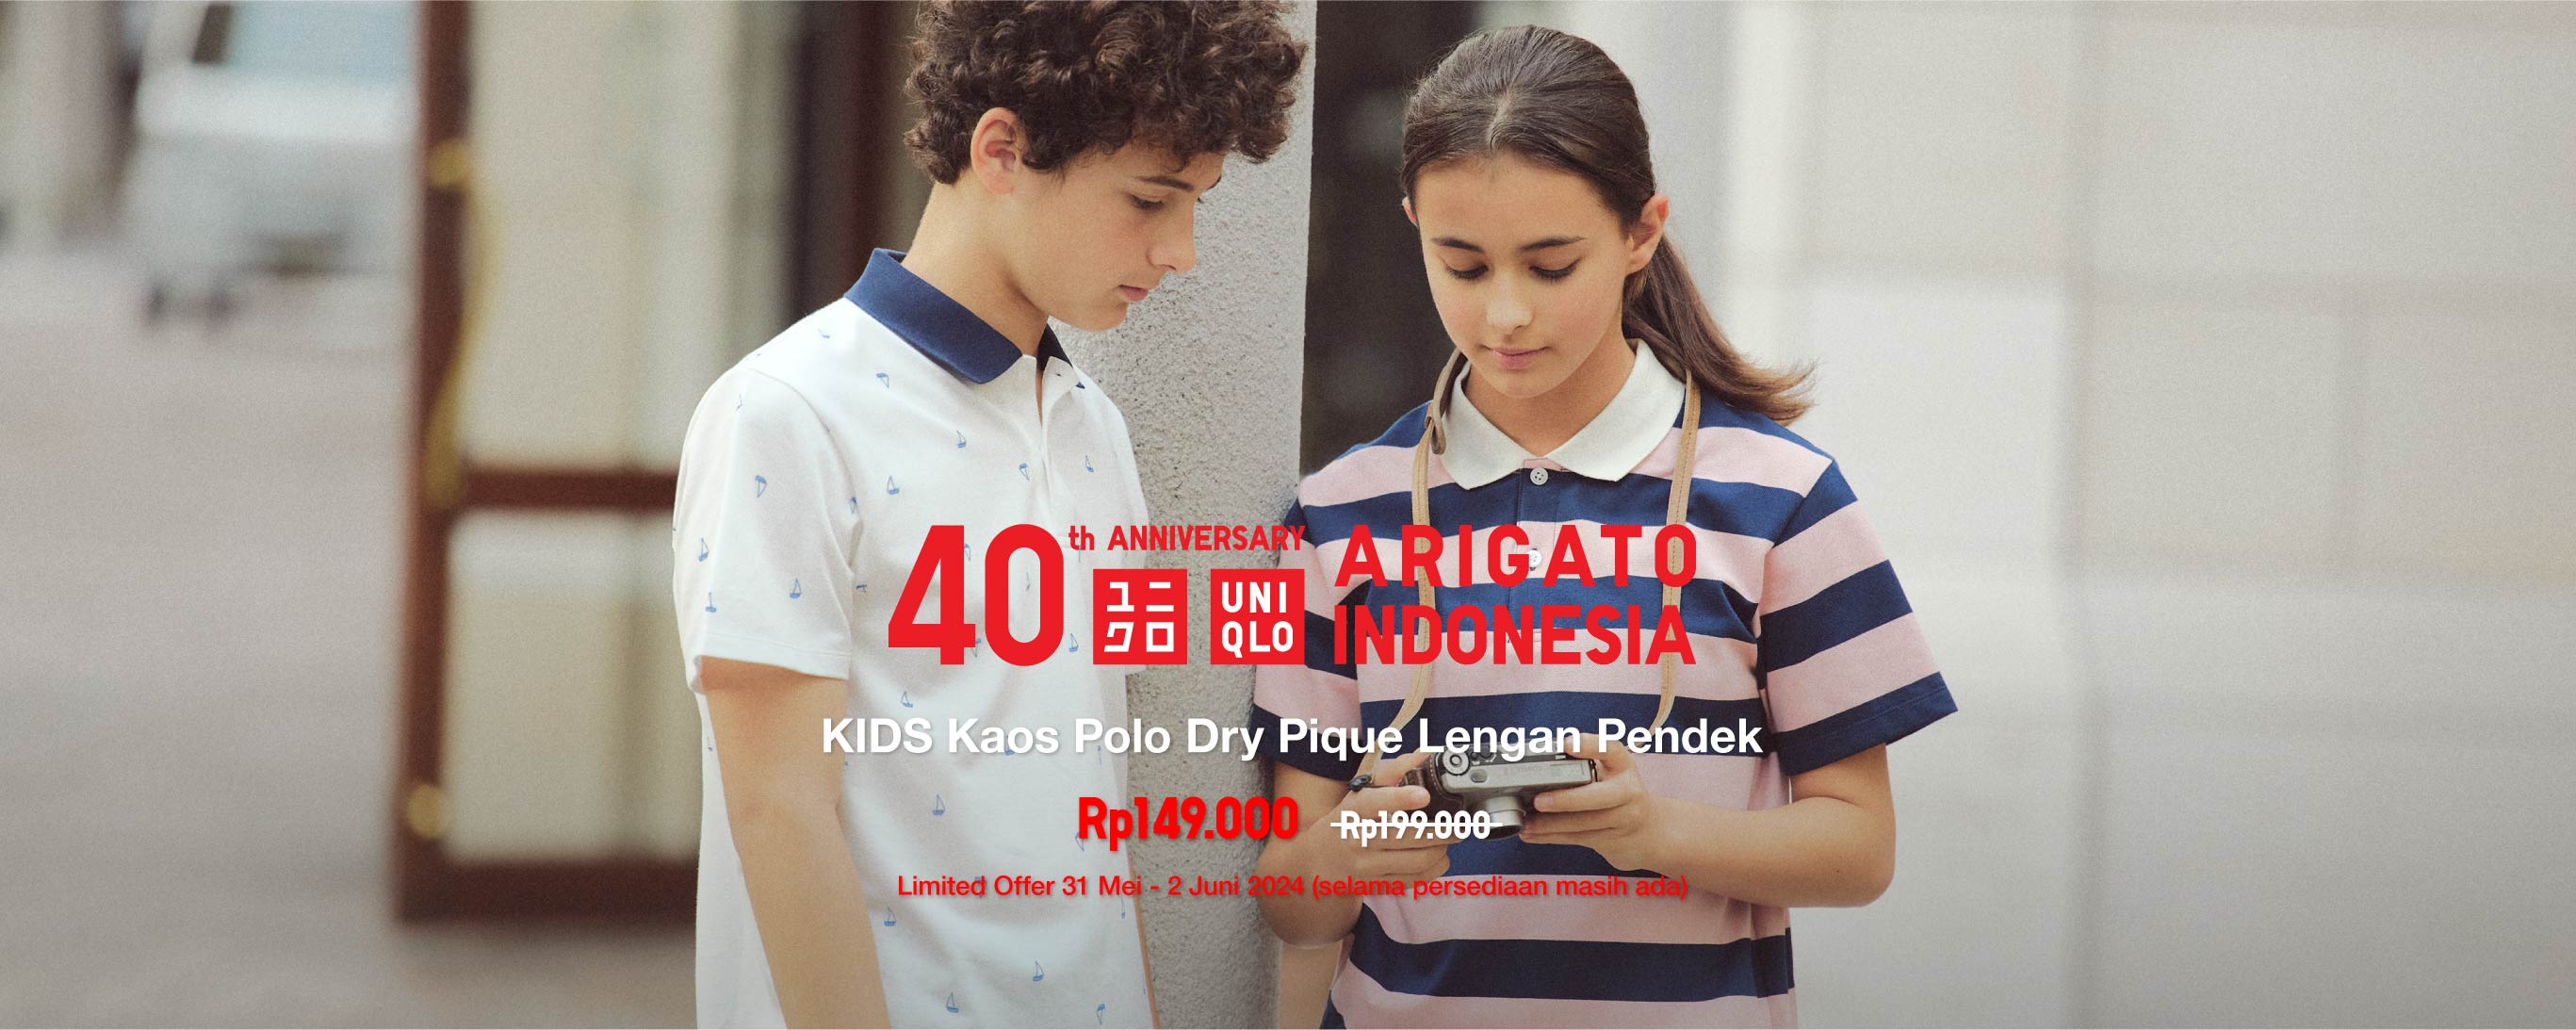 40th ANNIVERSARY
ユニ
クロ
UNI
QLO
ARIGATO
INDONESIA
KIDS Kaos Polo Dry Pique Lengan Pendek
Rp149.000 Rp199.000
Limited Offer 31 Mei - 2 Juni 2024 (selama persediaan masih ada)